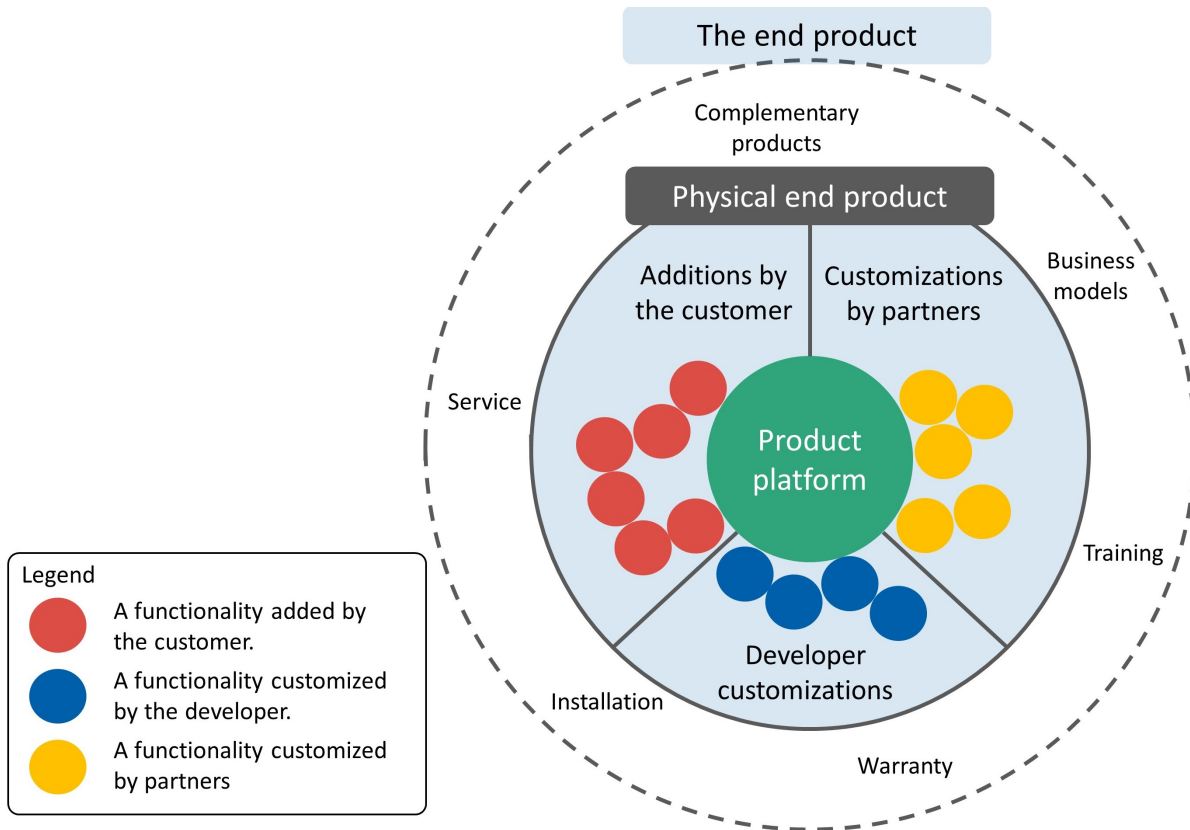 The end product
Complementary
products
Physical end product
Additions by
the customer
Customizations
by partners
Business
models
Service
Product
platform
Training
Developer
customizations
Installation
Warranty
Legend
A functionality added by
the customer.
A functionality customized
by the developer.
A functionality customized
by partners